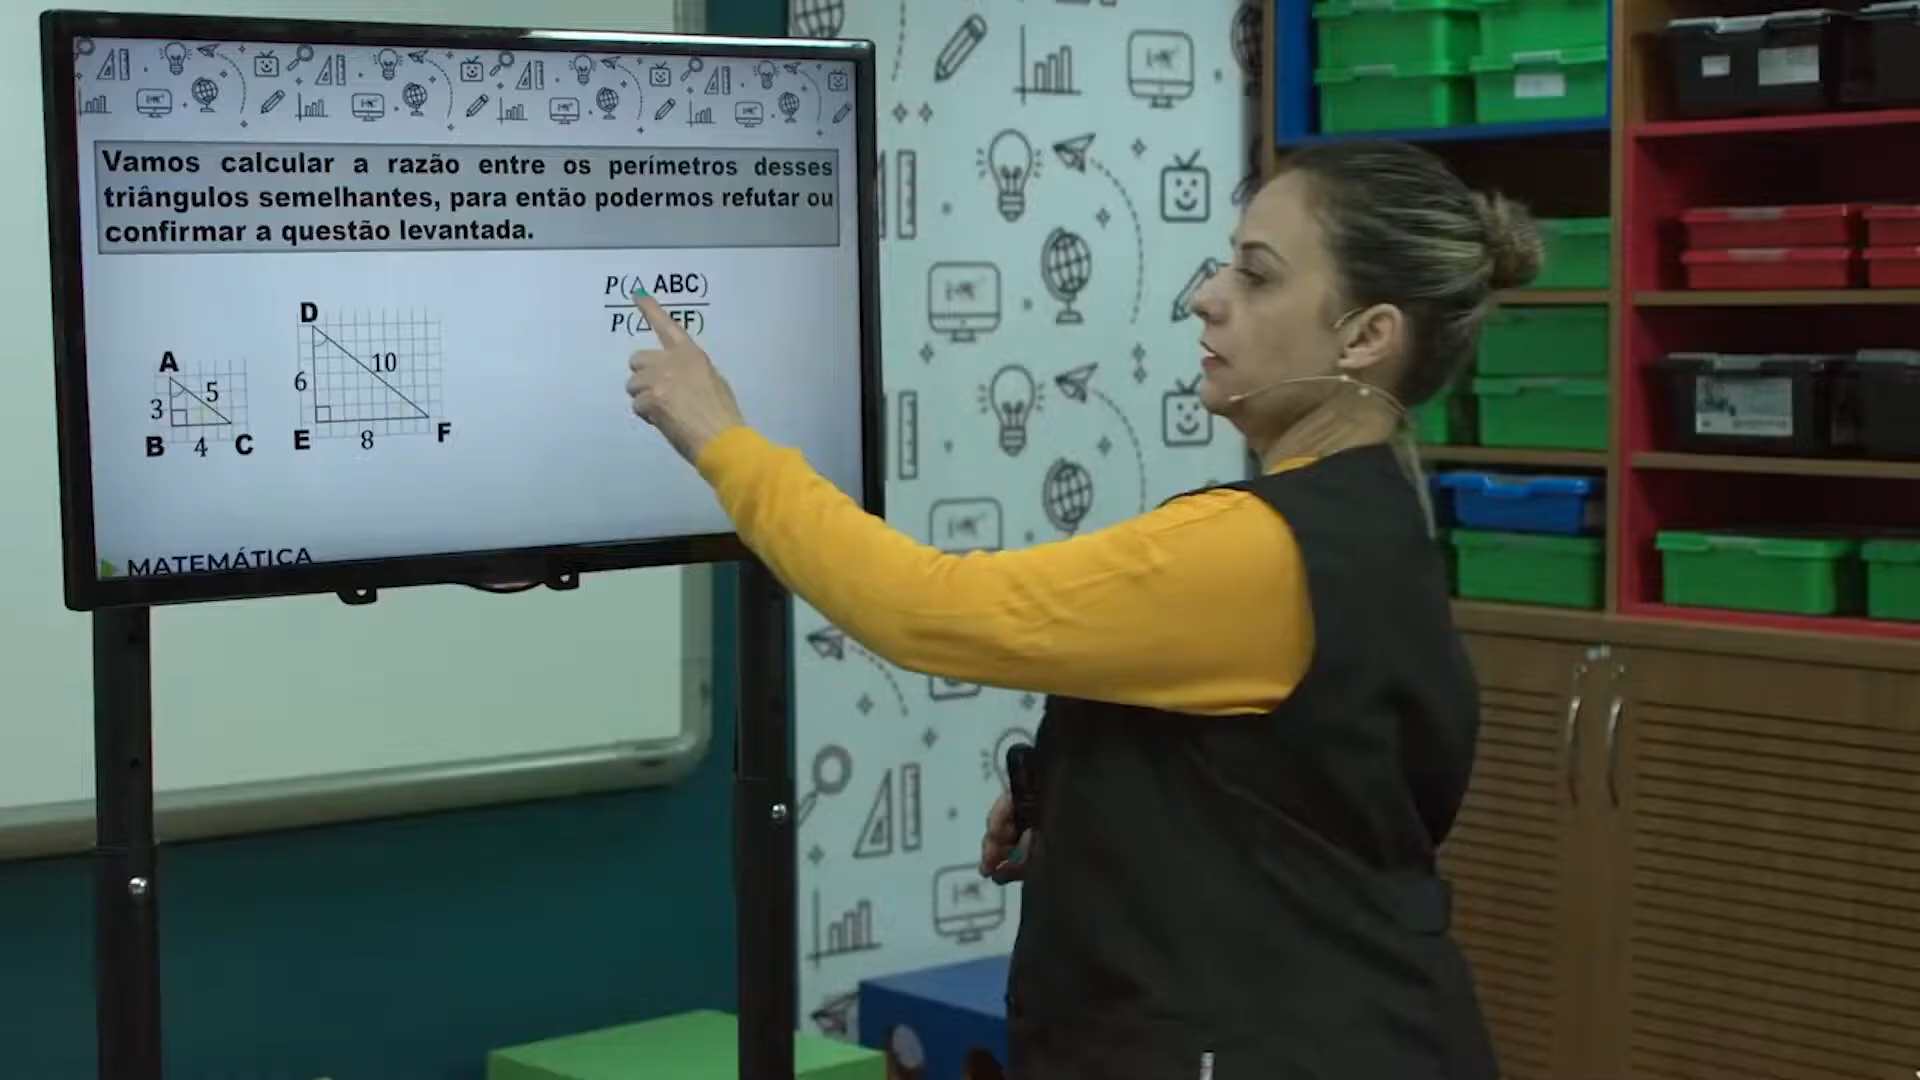 Vamos calcular a razão entre os perímetros desses
triângulos semelhantes, para então podermos refutar ou
confirmar a questão levantada.
P(△ ABC)
P(△ EF)
D
10
6
E
8
F
A
5
3
B
4
C
MATEMÁTICA